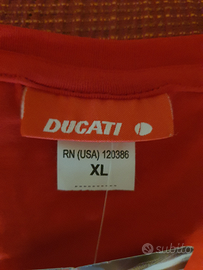 DUCATI
RN (USA) 120386
XL
subito